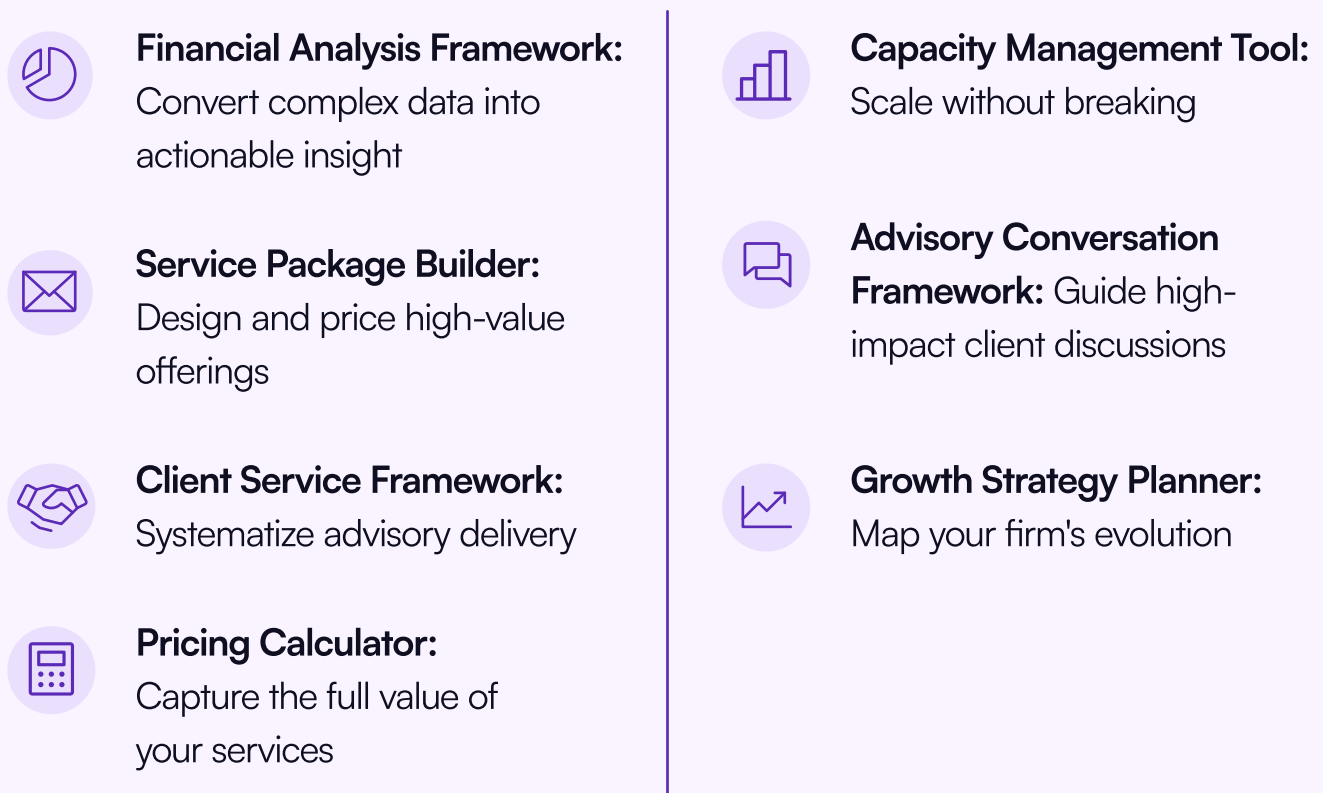 Financial Analysis Framework:
Convert complex data into
actionable insight
Service Package Builder:
Design and price high-value
offerings
Client Service Framework:
Systematize advisory delivery
Pricing Calculator:
Capture the full value of
your services
Capacity Management Tool:
Scale without breaking
Advisory Conversation
Framework: Guide high-
impact client discussions
Growth Strategy Planner:
Map your firm's evolution